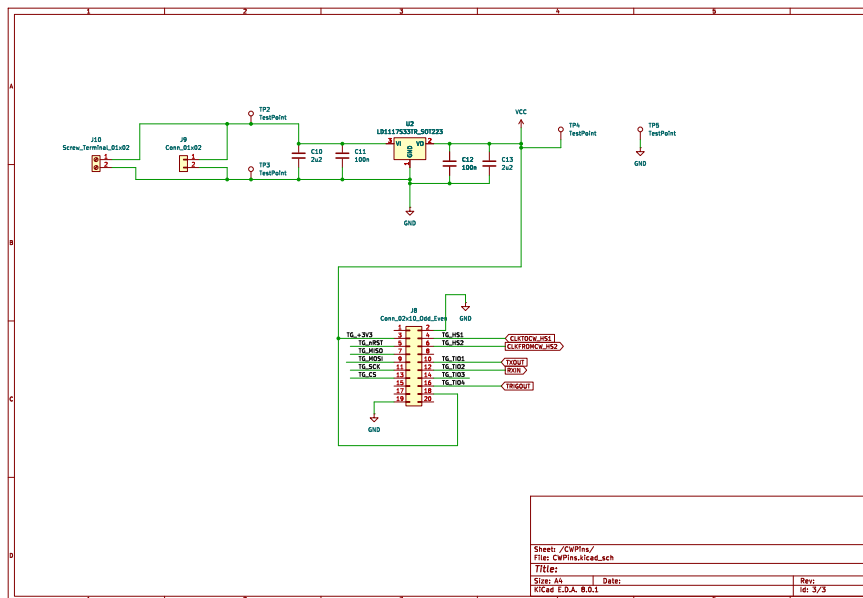 1 2 3 4 5
A
B
C
D
J10
Screw_Terminal_01x02
1
2
J9
Conn_01x02
1
2
TP2
TestPoint
TP3
TestPoint
C10
2u2
C11
100n
U2
LD1117S33TR_SOT223
3 VI VO 2
GND
1
C12
100n
C13
2u2
VCC
TP4
TestPoint
TP5
TestPoint
GND
GND
J8
Conn_02x10_Odd_Even
GND
1 2
TG_+3V3 3 4 TG_HS1 CLKTOCW_HS1
TG_nRST 5 6 TG_HS2 CLKFROMCW_HS2
TG_MISO 7 8
TG_MOSI 9 10 TG_TIO1 TXOUT
TG_SCK 11 12 TG_TIO2 RXIN
TG_CS 13 14 TG_TIO3
15 16 TG_TIO4 TRIGOUT
17 18
19 20
GND
Sheet: /CWPins/
File: CWPins.kicad_sch
Title:
Size: A4 Date: Rev:
KiCad E.D.A. 8.0.1 Id: 3/3